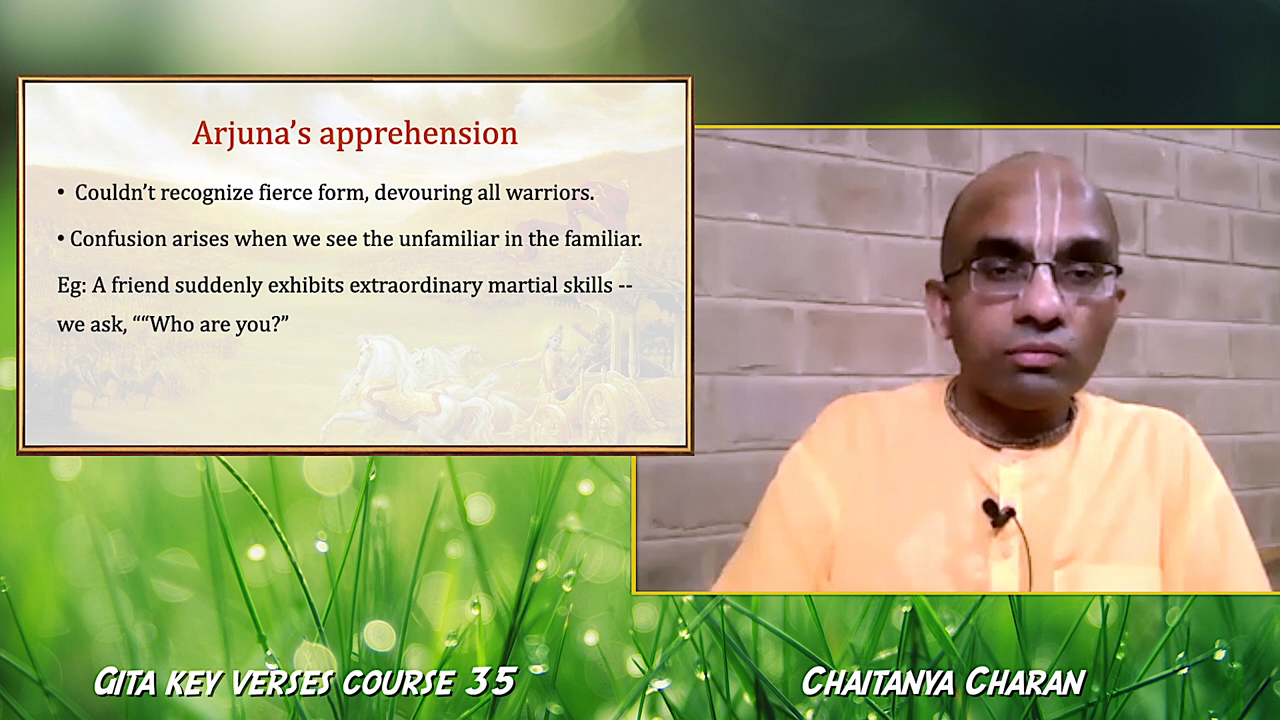 Arjuna’s apprehension
• Couldn’t recognize fierce form, devouring all warriors.
• Confusion arises when we see the unfamiliar in the familiar.
Eg: A friend suddenly exhibits extraordinary martial skills --
we ask, ““Who are you?”
Gita key verses course 35
Chaitanya Charan